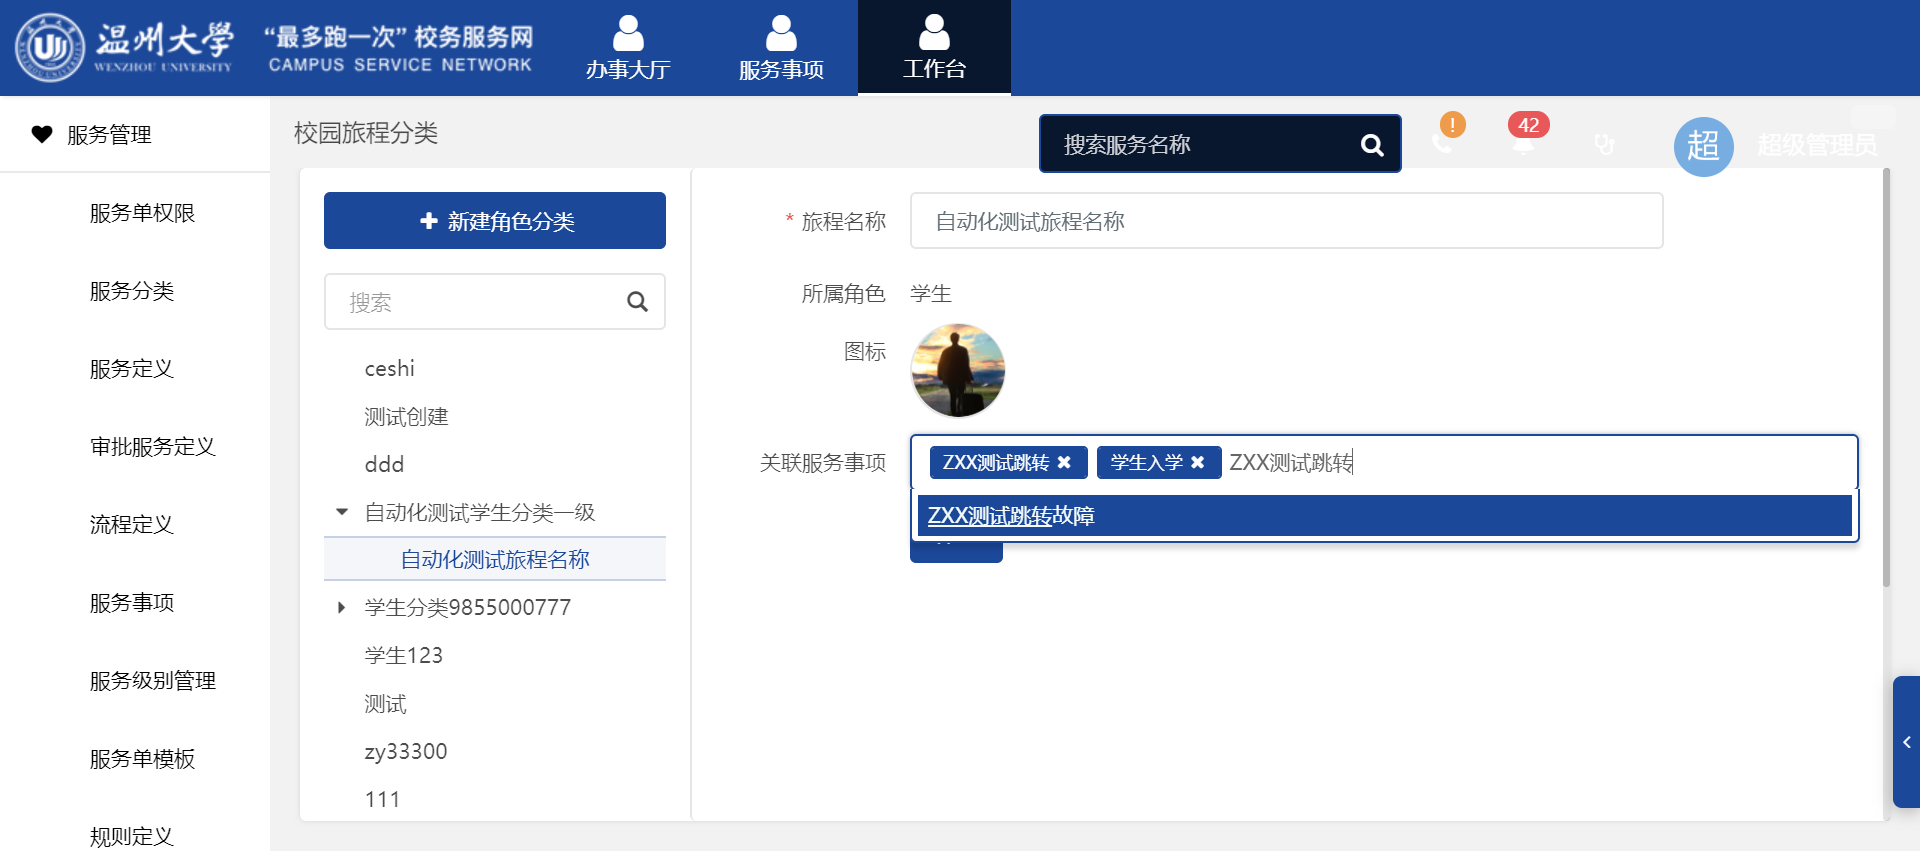 温州大学
WENZHOU UNIVERSITY
“最多跑一次” 校务服务网
CAMPUS SERVICE NETWORK
办事大厅
服务事项
工作台
服务管理
服务单权限
服务分类
服务定义
审批服务定义
流程定义
服务事项
服务级别管理
服务单模板
规则定义
校园旅程分类
搜索服务名称
!
42
超
超级管理员
新建角色分类
搜索
ceshi
测试创建
ddd
自动化测试学生分类一级
自动化测试旅程名称
学生分类9855000777
学生123
测试
zy33300
111
* 旅程名称
自动化测试旅程名称
所属角色
学生
图标
关联服务事项
ZXX测试跳转 ✖ 学生入学 ✖ ZXX测试跳转
ZXX测试跳转故障